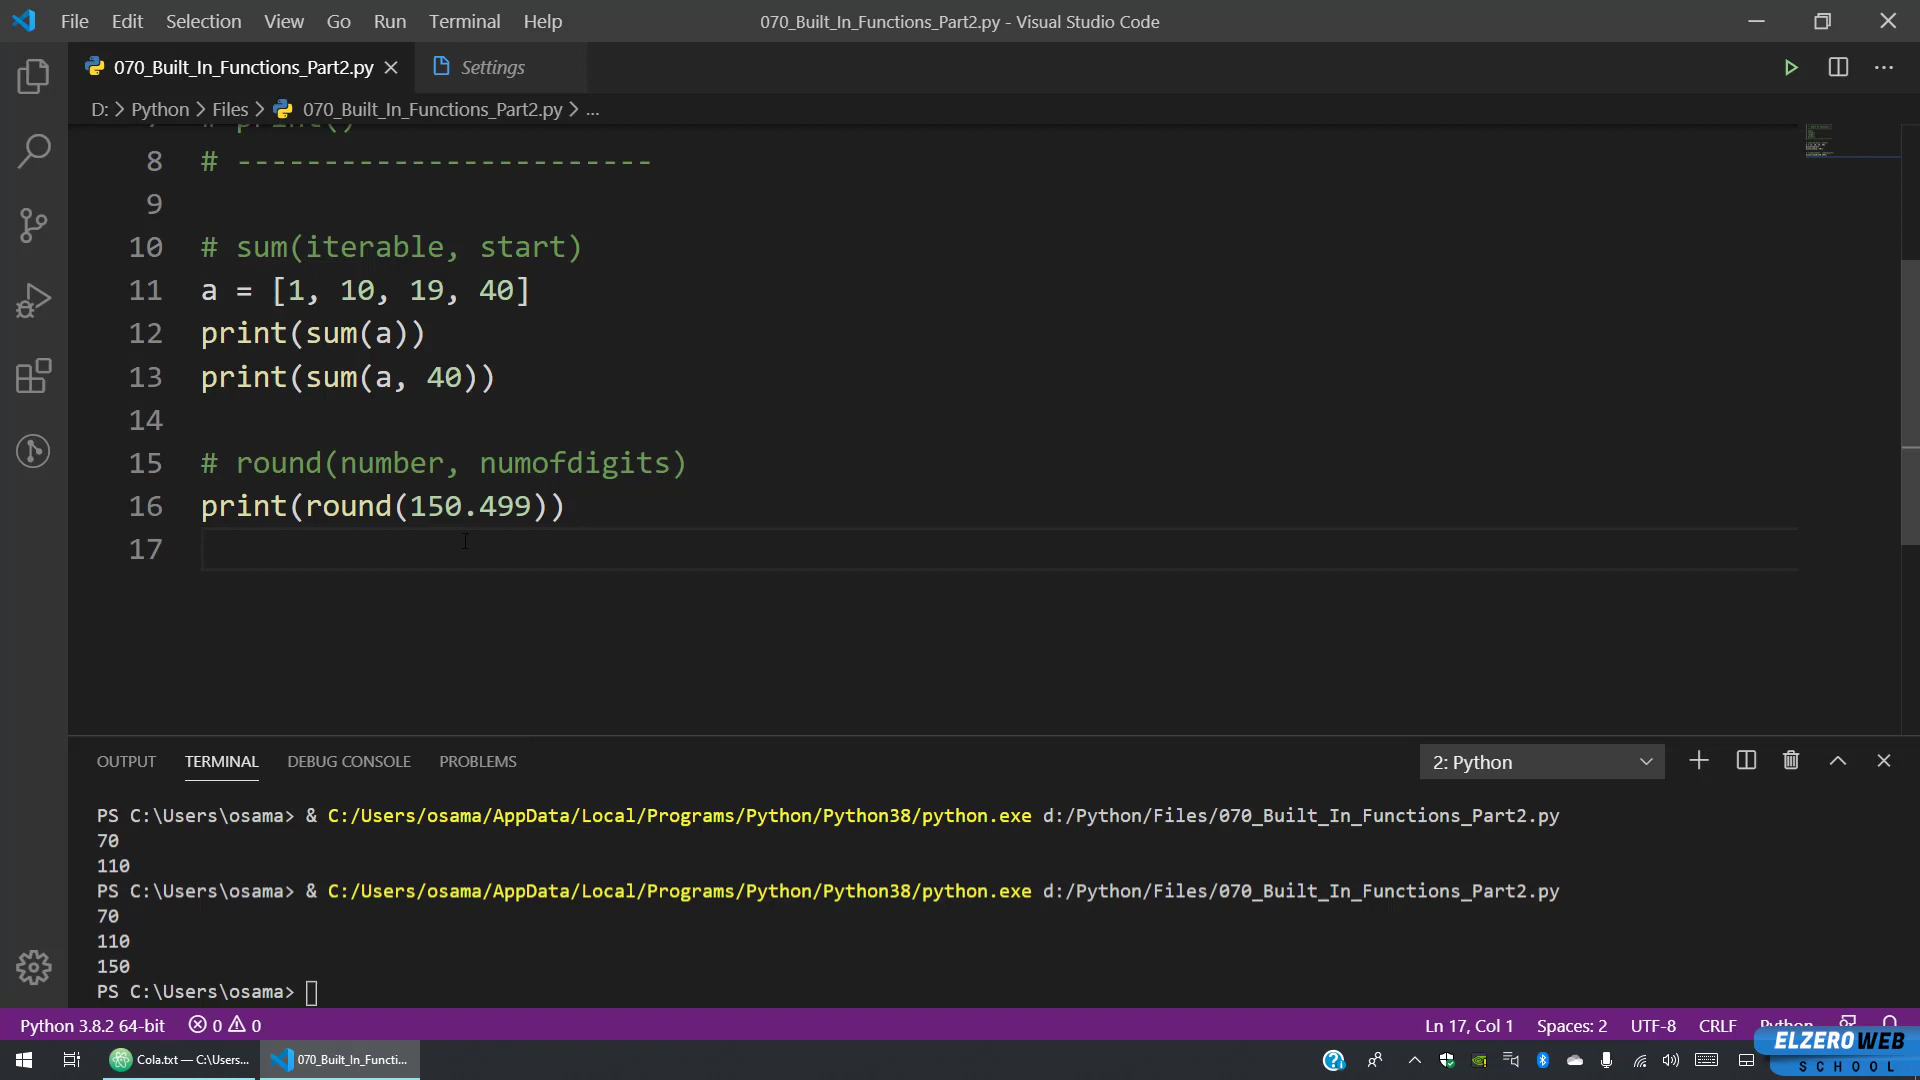 File Edit Selection View Go Run Terminal Help
070_Built_In_Functions_Part2.py - Visual Studio Code
070_Built_In_Functions_Part2.py
Settings
D: > Python > Files > 070_Built_In_Functions_Part2.py > ...
# print()
8 # ------------------------
9
10 # sum(iterable, start)
11 a = [1, 10, 19, 40]
12 print(sum(a))
13 print(sum(a, 40))
14
15 # round(number, numofdigits)
16 print(round(150.499))
17
OUTPUT TERMINAL DEBUG CONSOLE PROBLEMS
2: Python
PS C:\Users\osama> & C:/Users/osama/AppData/Local/Programs/Python/Python38/python.exe d:/Python/Files/070_Built_In_Functions_Part2.py
70
110
PS C:\Users\osama> & C:/Users/osama/AppData/Local/Programs/Python/Python38/python.exe d:/Python/Files/070_Built_In_Functions_Part2.py
70
110
150
PS C:\Users\osama>
Python 3.8.2 64-bit 0 0
Ln 17, Col 1 Spaces: 2 UTF-8 CRLF Python
Cola.txt — C:\Users...
070_Built_In_Functi...
ELZEROWEB
SCHOOL